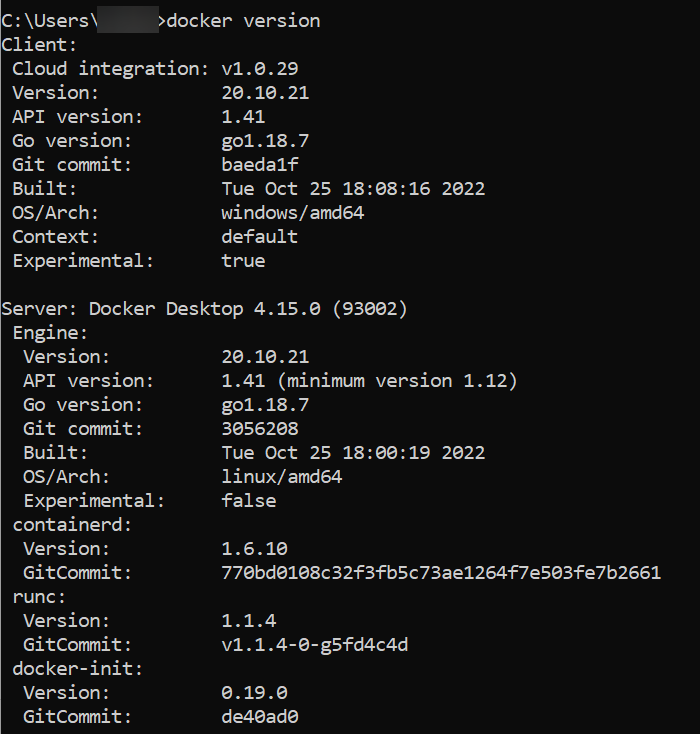 C:\Users\ >docker version
Client:
 Cloud integration: v1.0.29
 Version:           20.10.21
 API version:       1.41
 Go version:        go1.18.7
 Git commit:        baeda1f
 Built:             Tue Oct 25 18:08:16 2022
 OS/Arch:           windows/amd64
 Context:           default
 Experimental:      true

Server: Docker Desktop 4.15.0 (93002)
 Engine:
  Version:          20.10.21
  API version:      1.41 (minimum version 1.12)
  Go version:       go1.18.7
  Git commit:       3056208
  Built:            Tue Oct 25 18:00:19 2022
  OS/Arch:          linux/amd64
  Experimental:     false
 containerd:
  Version:          1.6.10
  GitCommit:        770bd0108c32f3fb5c73ae1264f7e503fe7b2661
 runc:
  Version:          1.1.4
  GitCommit:        v1.1.4-0-g5fd4c4d
 docker-init:
  Version:          0.19.0
  GitCommit:        de40ad0